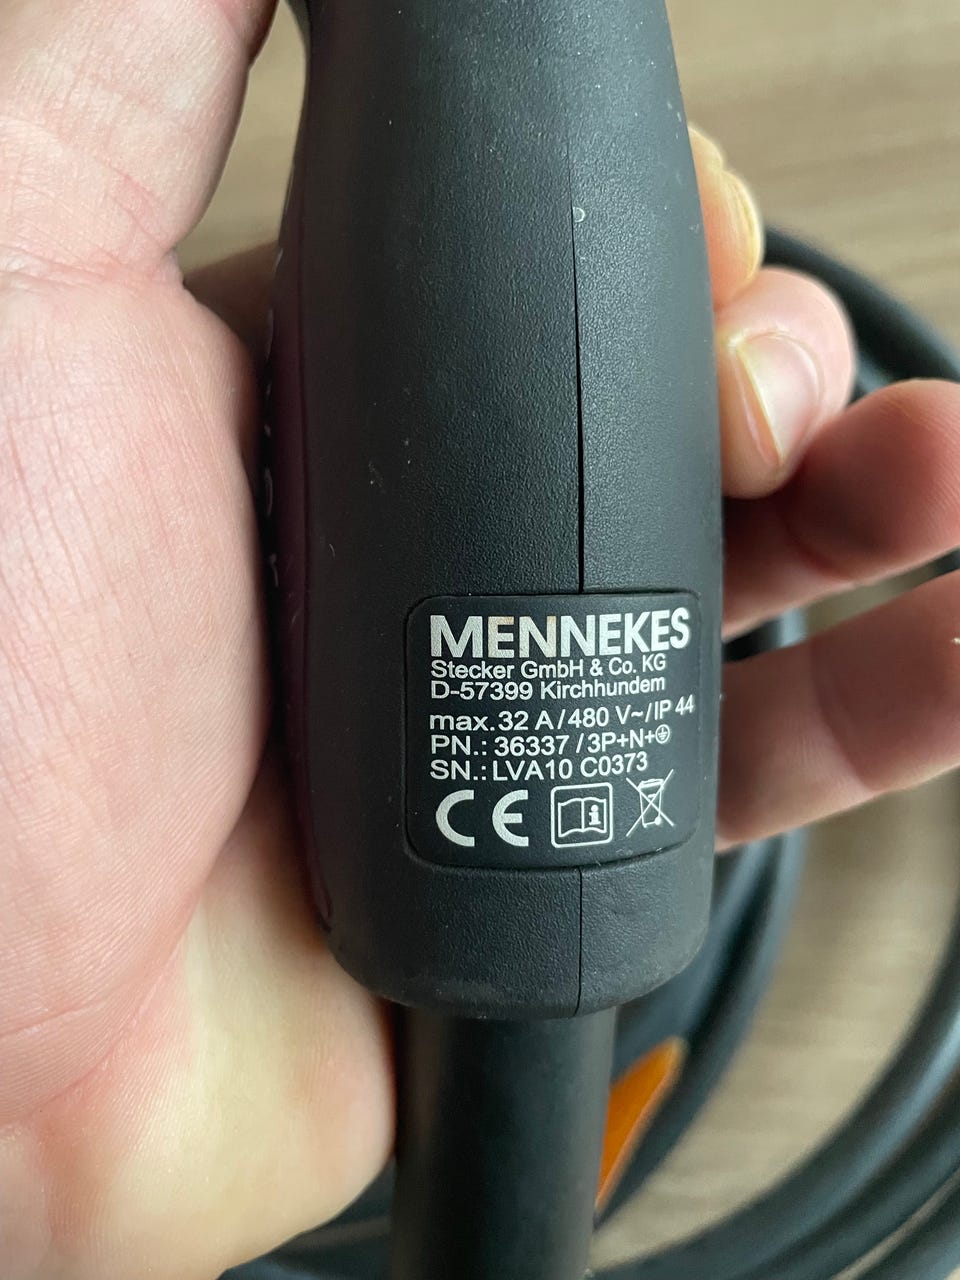 MENNEKES
Stecker GmbH & Co. KG
D-57399 Kirchhundem
max. 32 A/480 V~/IP 44
PN.: 36337 /3P+N+⏚
SN.: LVA10 C0373
CE
i